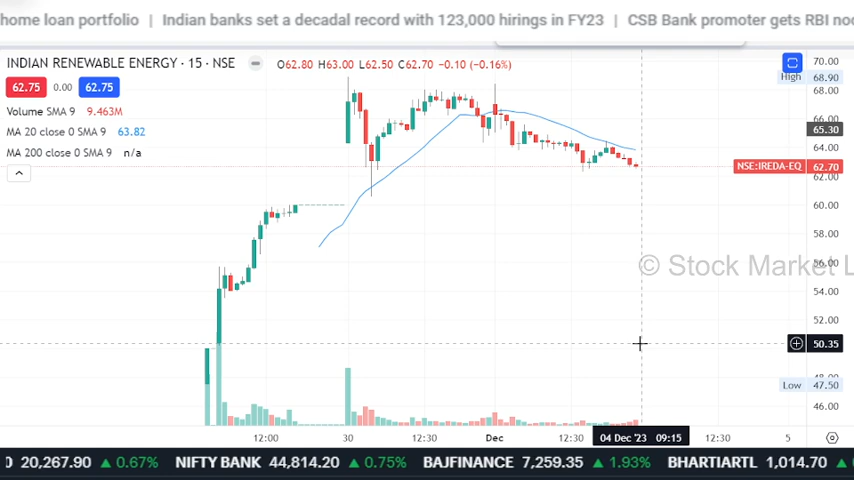 home loan portfolio | Indian banks set a decadal record with 123,000 hirings in FY23 | CSB Bank promoter gets RBI
INDIAN RENEWABLE ENERGY · 15 · NSE
O62.80 H63.00 L62.50 C62.70 -0.10 (-0.16%)
62.75 0.00 62.75
Volume SMA 9 9.463M
MA 20 close 0 SMA 9 63.82
MA 200 close 0 SMA 9 n/a
70.00
High 68.90
68.00
66.00
65.30
64.00
NSE:IREDA-EQ 62.70
62.00
60.00
58.00
56.00
© Stock Market L
54.00
52.00
50.35
48.00
Low 47.50
46.00
12:00 30 12:30 Dec 12:30 04 Dec '23 09:15 12:30 5
0 20,267.90 ▲ 0.67% NIFTY BANK 44,814.20 ▲ 0.75% BAJFINANCE 7,259.35 ▲ 1.93% BHARTIARTL 1,014.70 ▲